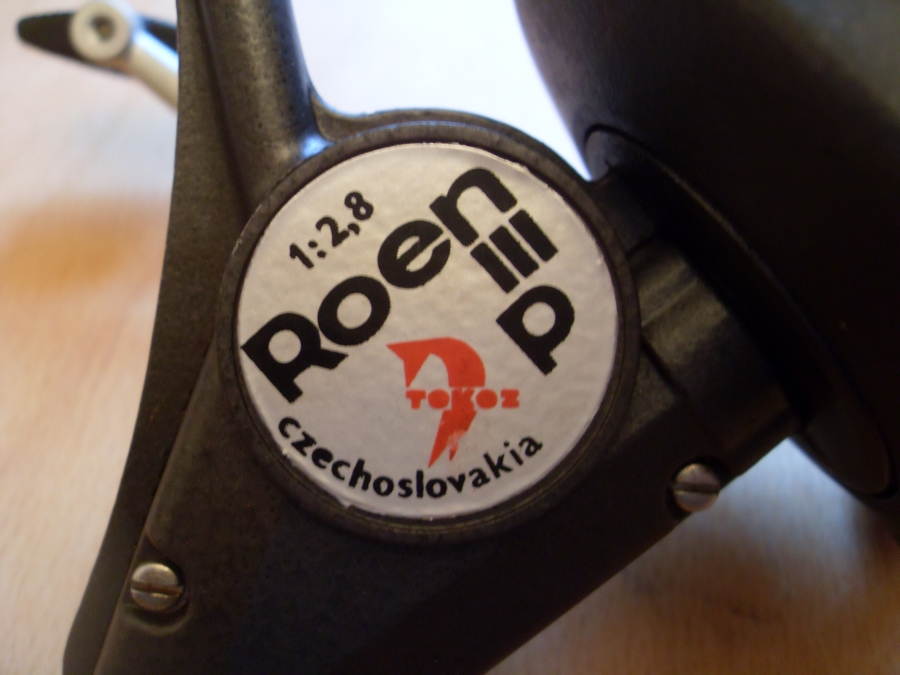 1:2,8
Roen
III
p
TOKOZ
czechoslovakia